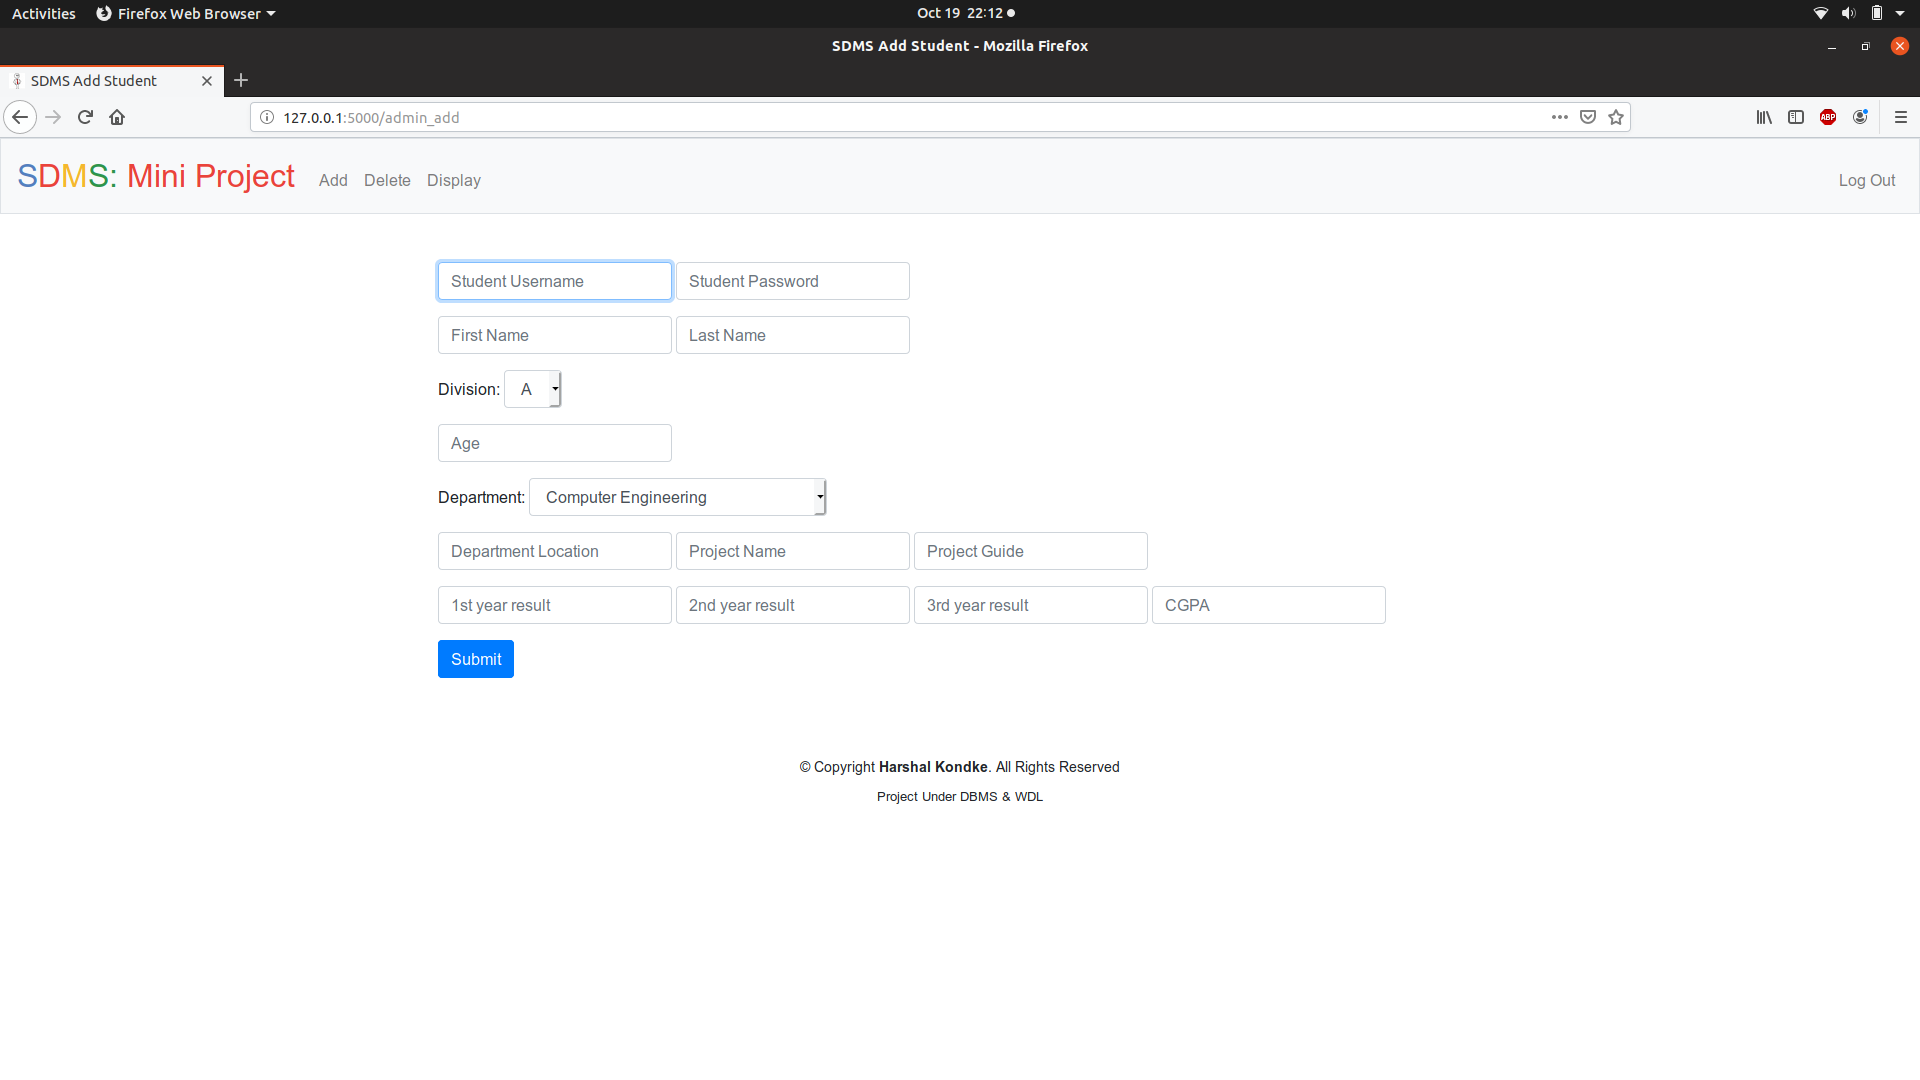 Activities Firefox Web Browser Oct 19 22:12
SDMS Add Student - Mozilla Firefox
SDMS Add Student
127.0.0.1:5000/admin_add ABP
SDMS: Mini Project Add Delete Display Log Out
Student Username Student Password
First Name Last Name
Division: A
Age
Department: Computer Engineering
Department Location Project Name Project Guide
1st year result 2nd year result 3rd year result CGPA
Submit
© Copyright Harshal Kondke. All Rights Reserved
Project Under DBMS & WDL